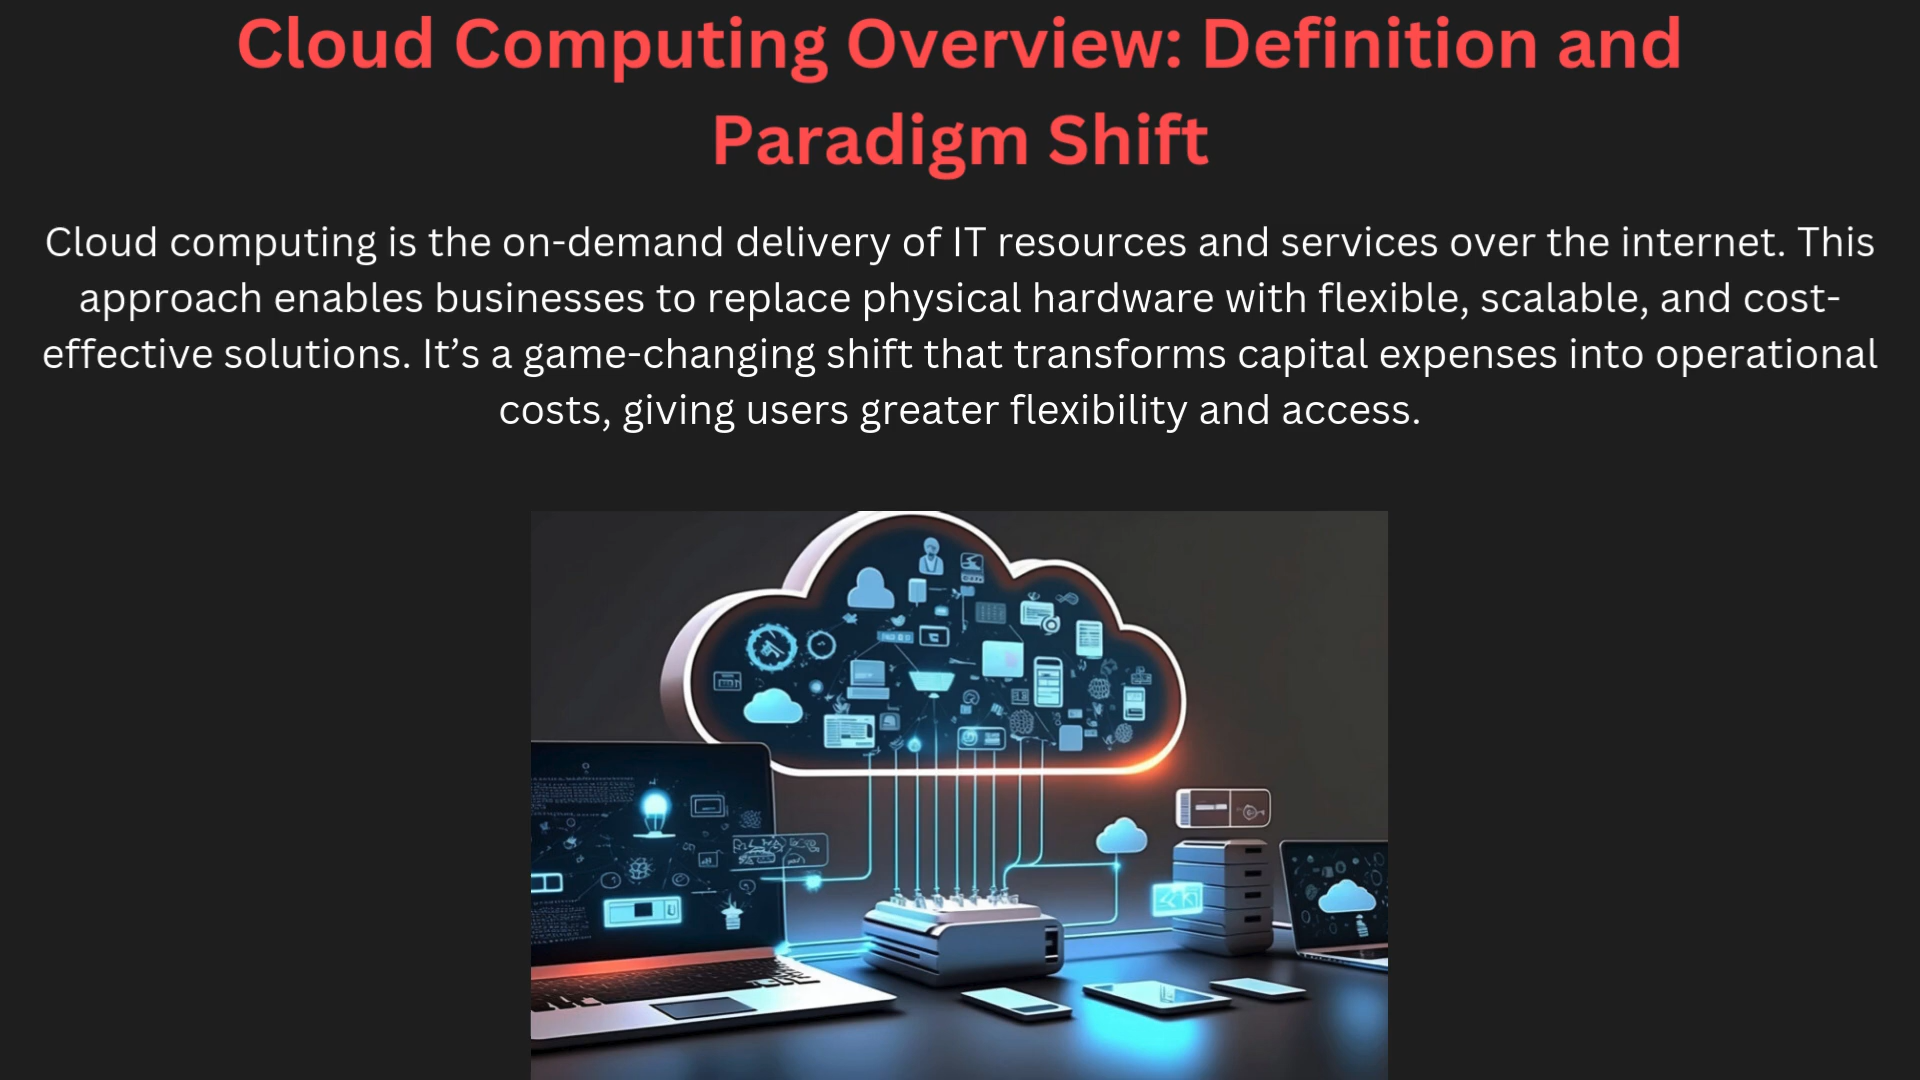 Cloud Computing Overview: Definition and
Paradigm Shift
Cloud computing is the on-demand delivery of IT resources and services over the internet. This
approach enables businesses to replace physical hardware with flexible, scalable, and cost-
effective solutions. It’s a game-changing shift that transforms capital expenses into operational
costs, giving users greater flexibility and access.